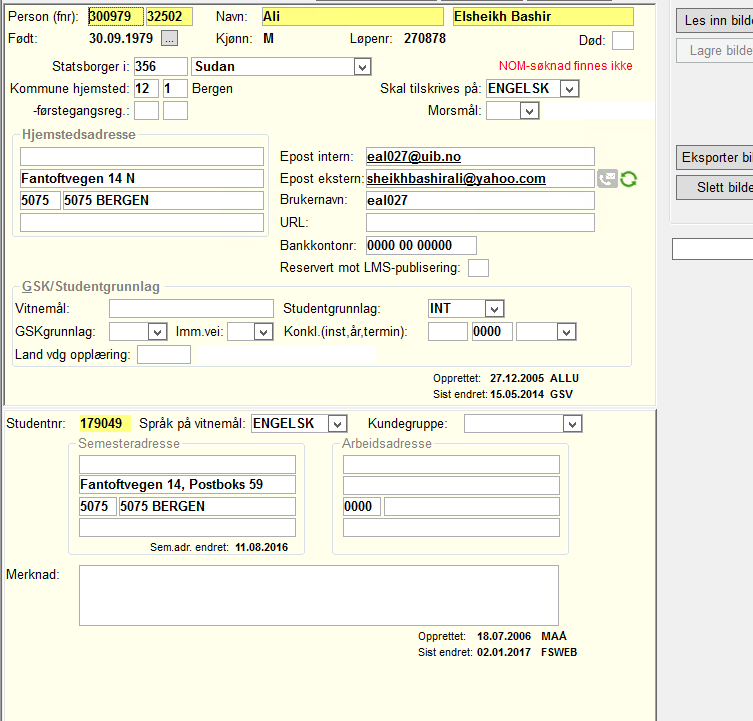 Person (fnr): 300979 32502 Navn: Ali Elsheikh Bashir
Født: 30.09.1979 ... Kjønn: M Løpenr: 270878 Død:
Statsborger i: 356 Sudan NOM-søknad finnes ikke
Kommune hjemsted: 12 1 Bergen Skal tilskrives på: ENGELSK
-førstegangsreg.: Morsmål:
Hjemstedsadresse
Epost intern: eal027@uib.no
Fantoftvegen 14 N Epost ekstern: sheikhbashirali@yahoo.com
5075 5075 BERGEN Brukernavn: eal027
URL:
Bankkontonr: 0000 00 00000
Reservert mot LMS-publisering:
GSK/Studentgrunnlag
Vitnemål: Studentgrunnlag: INT
GSKgrunnlag: Imm.vei: Konkl.(inst,år,termin): 0000
Land vdg opplæring:
Opprettet: 27.12.2005 ALLU
Sist endret: 15.05.2014 GSV
Studentnr: 179049 Språk på vitnemål: ENGELSK Kundegruppe:
Semesteradresse Arbeidsadresse
Fantoftvegen 14, Postboks 59
5075 5075 BERGEN 0000
Sem.adr. endret: 11.08.2016
Merknad:
Opprettet: 18.07.2006 MAÅ
Sist endret: 02.01.2017 FSWEB
Les inn bilde
Lagre bilde
Eksporter bi
Slett bilde